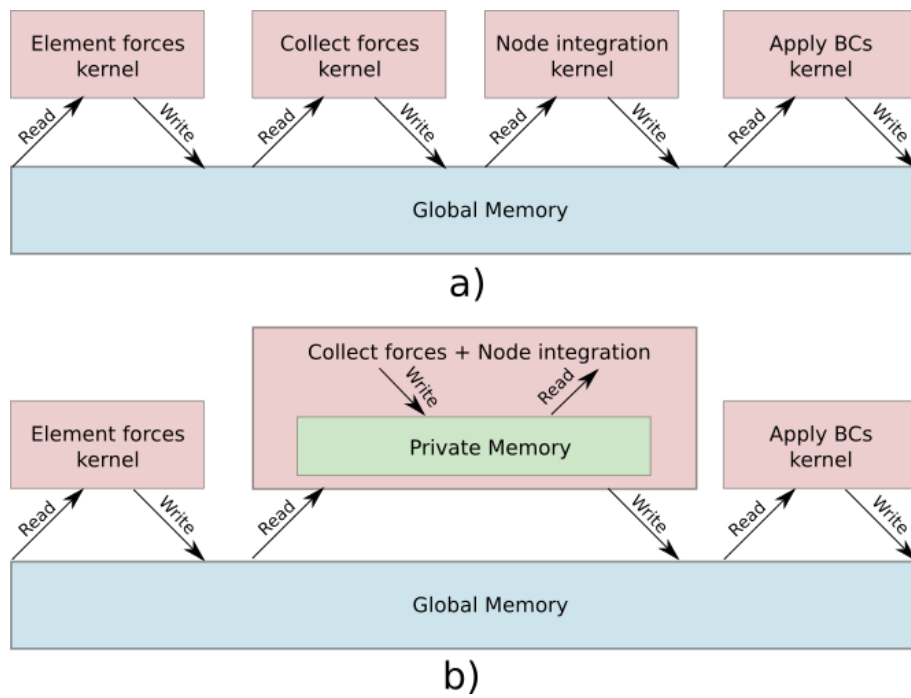 Element forces
kernel
Collect forces
kernel
Node integration
kernel
Apply BCs
kernel
Read
Write
Read
Write
Read
Write
Read
Write
Global Memory
a)
Collect forces + Node integration
Write
Read
Private Memory
Element forces
kernel
Apply BCs
kernel
Read
Write
Read
Write
Read
Write
Global Memory
b)